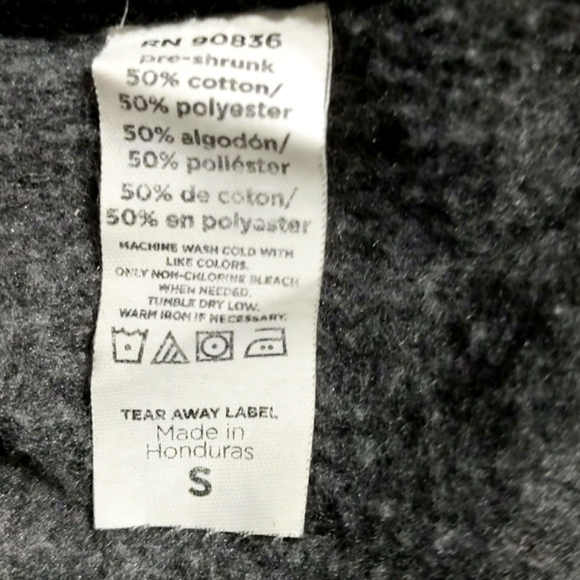 RN 90836
pre-shrunk
50% cotton/
50% polyester
50% algodón/
50% poliéster
50% de coton/
50% en polyester
MACHINE WASH COLD WITH
LIKE COLORS.
ONLY NON-CHLORINE BLEACH
WHEN NEEDED.
TUMBLE DRY LOW.
WARM IRON IF NECESSARY.
TEAR AWAY LABEL
Made in
Honduras
S